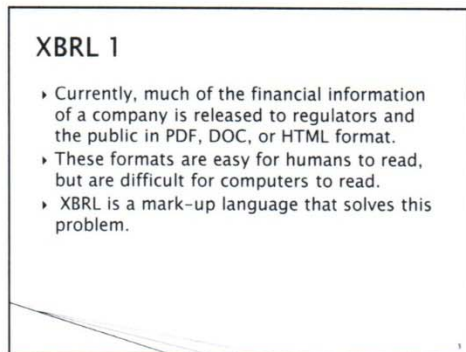 XBRL 1
‣ Currently, much of the financial information
of a company is released to regulators and
the public in PDF, DOC, or HTML format.
‣ These formats are easy for humans to read,
but are difficult for computers to read.
‣ XBRL is a mark-up language that solves this
problem.